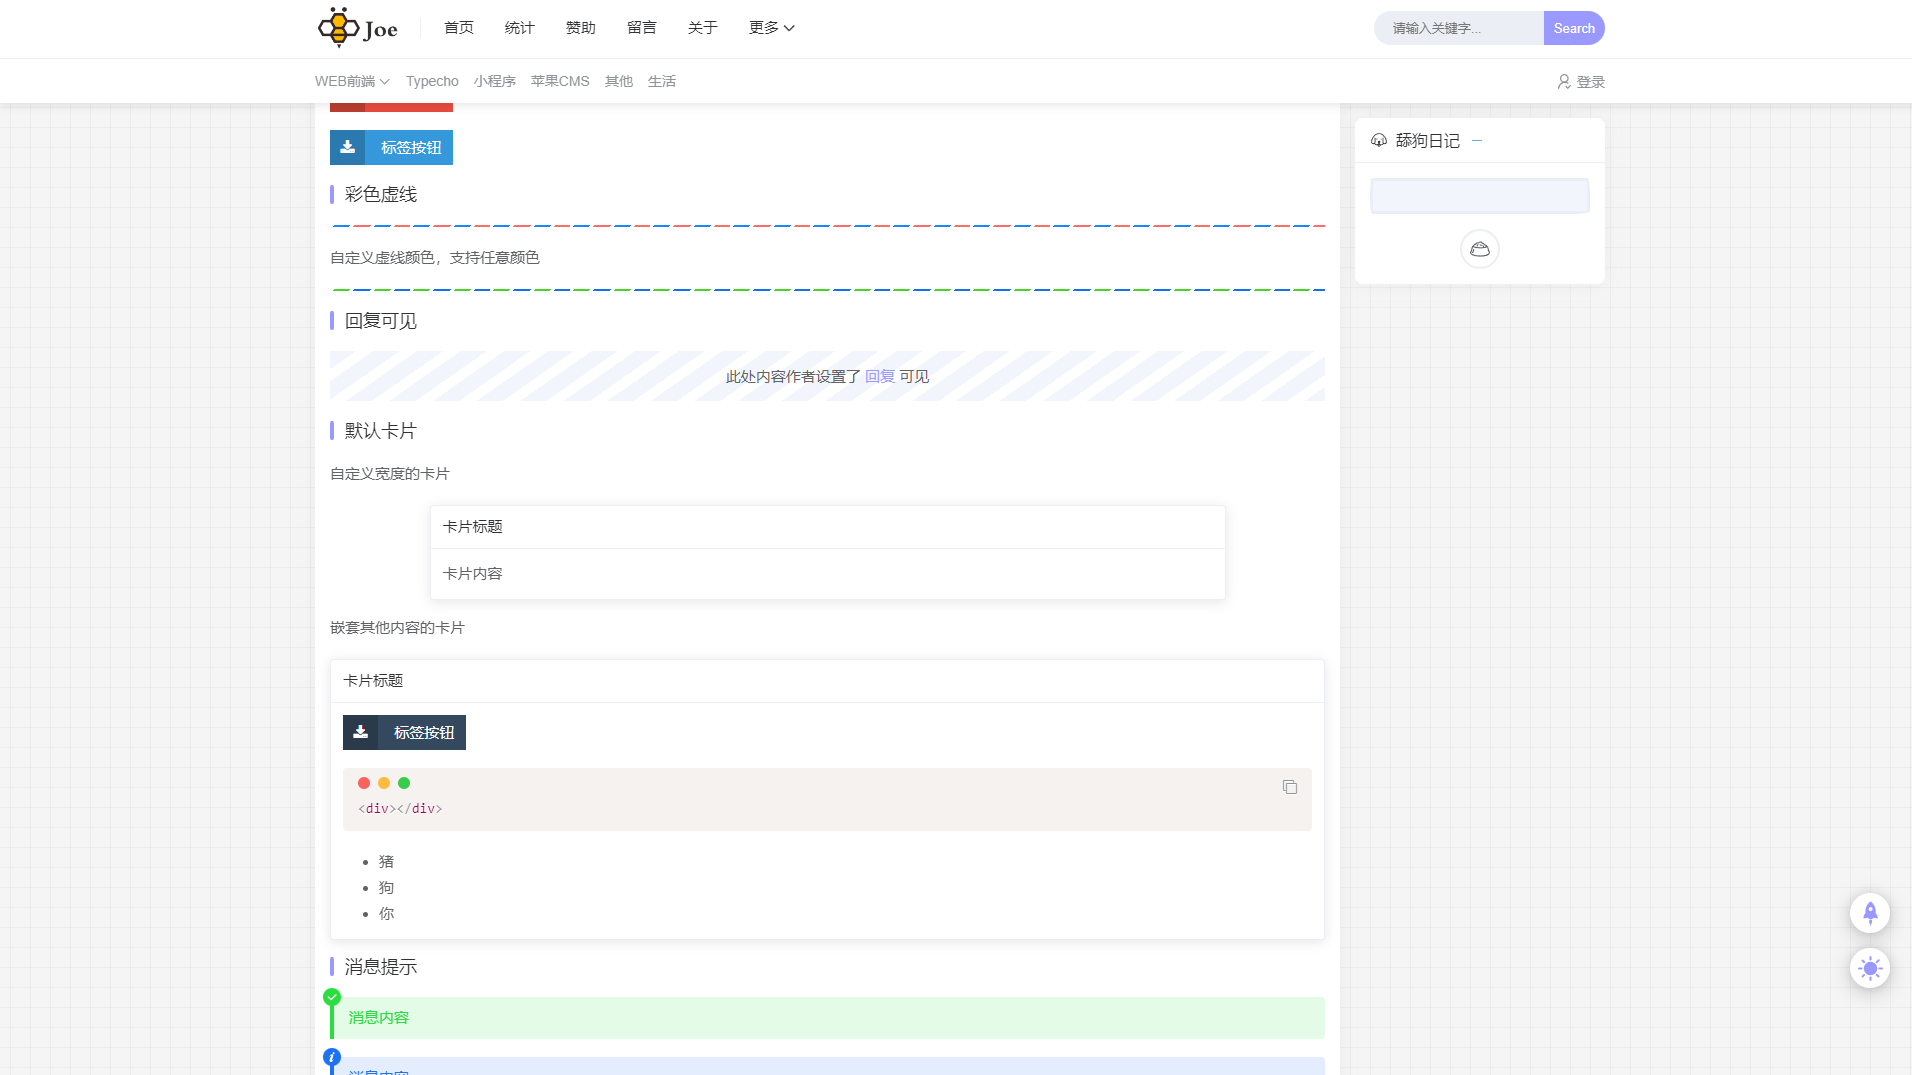 Joe 首页 统计 赞助 留言 关于 更多 请输入关键字... Search
WEB前端 Typecho 小程序 苹果CMS 其他 生活 登录
标签按钮
舔狗日记
彩色虚线
自定义虚线颜色，支持任意颜色
回复可见
此处内容作者设置了 回复 可见
默认卡片
自定义宽度的卡片
卡片标题
卡片内容
嵌套其他内容的卡片
卡片标题
标签按钮
<div></div>
猪
狗
你
消息提示
消息内容
消息内容